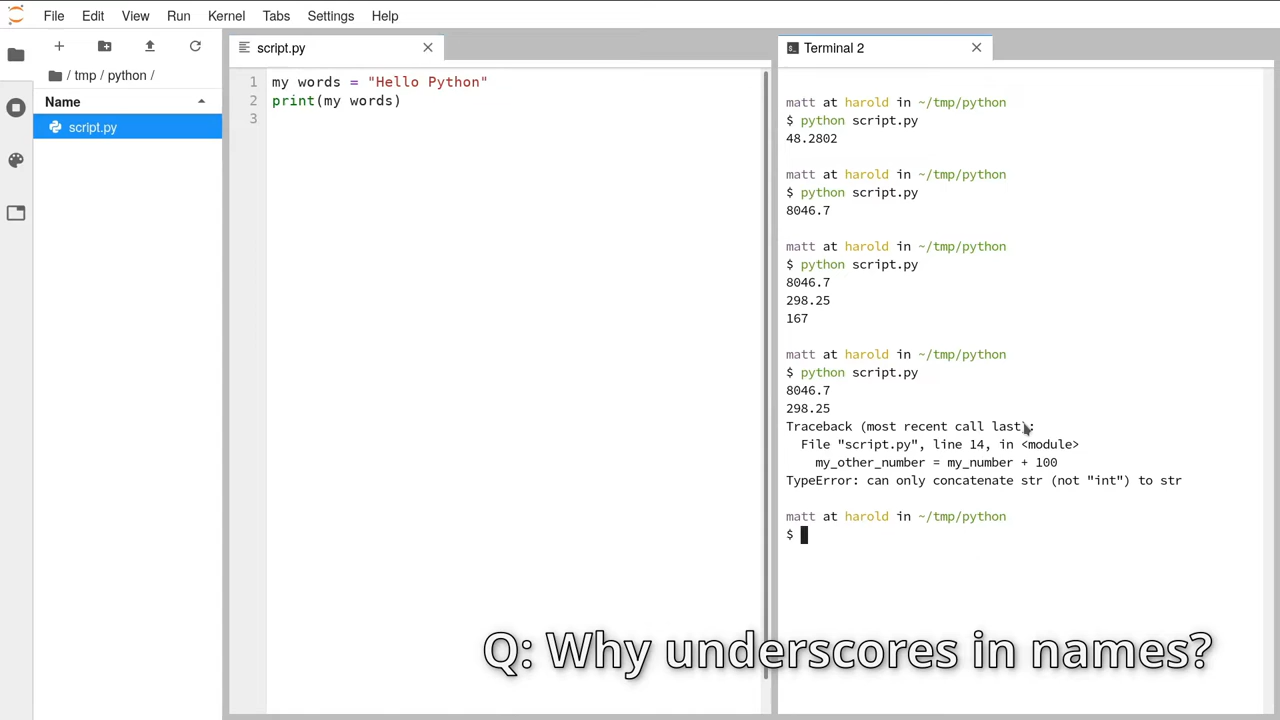 File Edit View Run Kernel Tabs Settings Help
/ tmp / python /
Name
script.py
script.py
1 my words = "Hello Python"
2 print(my words)
3
Terminal 2
matt at harold in ~/tmp/python
$ python script.py
48.2802
matt at harold in ~/tmp/python
$ python script.py
8046.7
matt at harold in ~/tmp/python
$ python script.py
8046.7
298.25
167
matt at harold in ~/tmp/python
$ python script.py
8046.7
298.25
Traceback (most recent call last):
File "script.py", line 14, in <module>
my_other_number = my_number + 100
TypeError: can only concatenate str (not "int") to str
matt at harold in ~/tmp/python
$
Q: Why underscores in names?